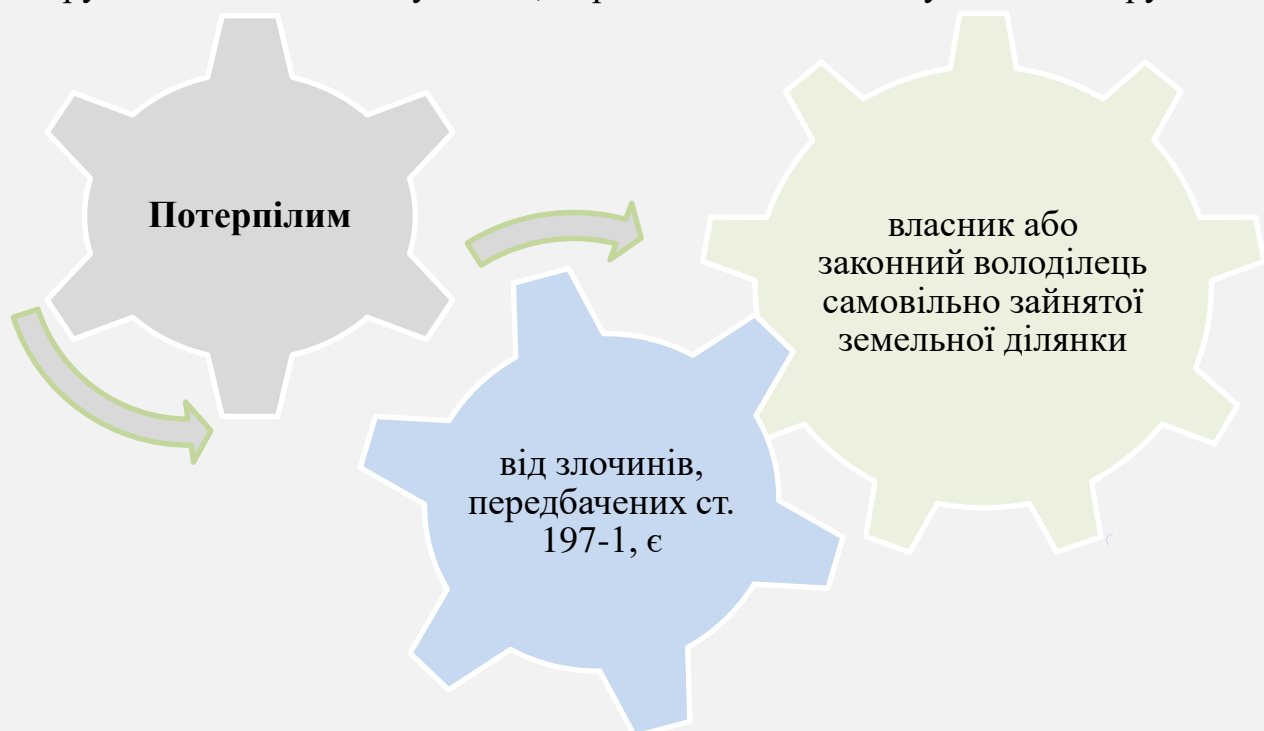 Потерпілим
від злочинів,
передбачених ст.
197-1, є
власник або
законний володілець
самовільно зайнятої
земельної ділянки